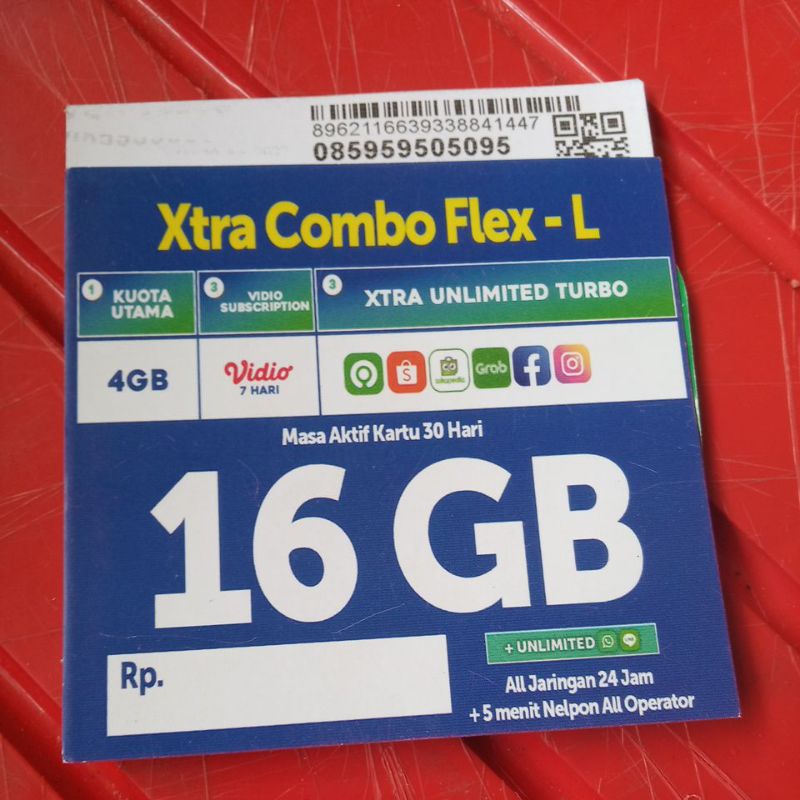 8962116639338841447
085959505095
Xtra Combo Flex - L
1 KUOTA UTAMA
3 VIDIO SUBSCRIPTION
3 XTRA UNLIMITED TURBO
4GB
Vidio
7 HARI
tokopedia
Grab
Masa Aktif Kartu 30 Hari
16 GB
Rp.
+ UNLIMITED
LINE
All Jaringan 24 Jam
+ 5 menit Nelpon All Operator